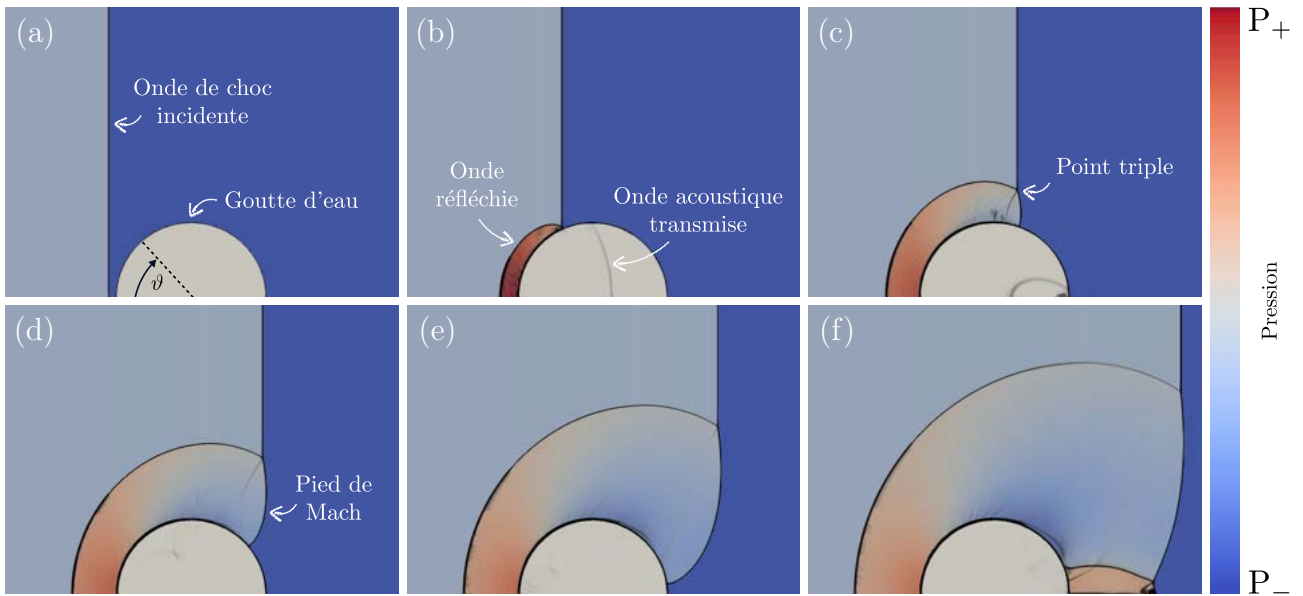 (a)
Onde de choc
incidente
Goutte d'eau
ϑ
(b)
Onde
réfléchie
Onde acoustique
transmise
(c)
Point triple
(d)
Pied de
Mach
(e)
(f)
P+
Pression
P−